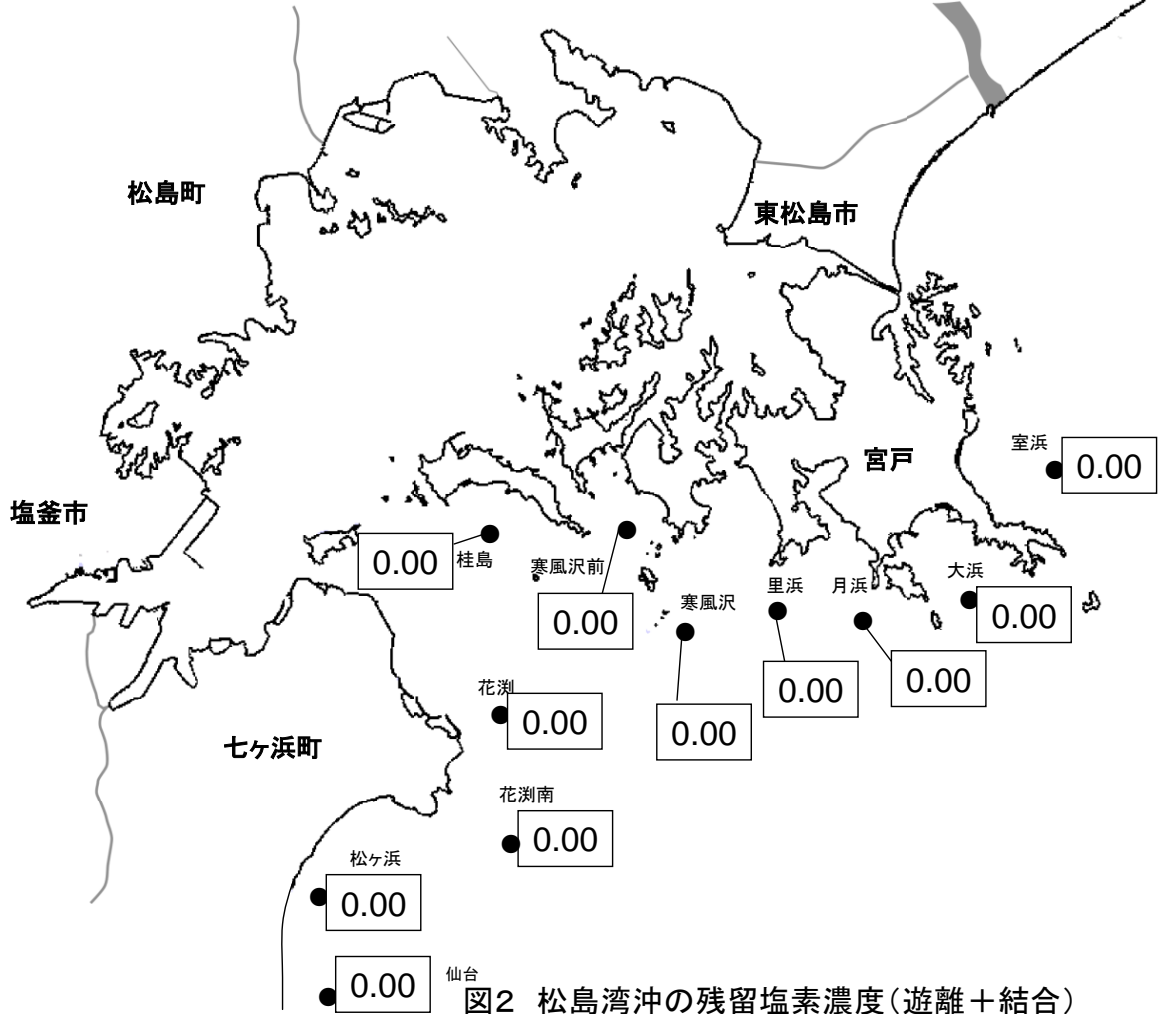 松島町
東松島市
室浜
0.00
宮戸
塩釜市
0.00
桂島
寒風沢前
0.00
寒風沢
0.00
里浜
0.00
月浜
0.00
大浜
0.00
花渕
0.00
七ヶ浜町
花渕南
0.00
松ヶ浜
0.00
0.00
仙台
図2 松島湾沖の残留塩素濃度(遊離+結合)